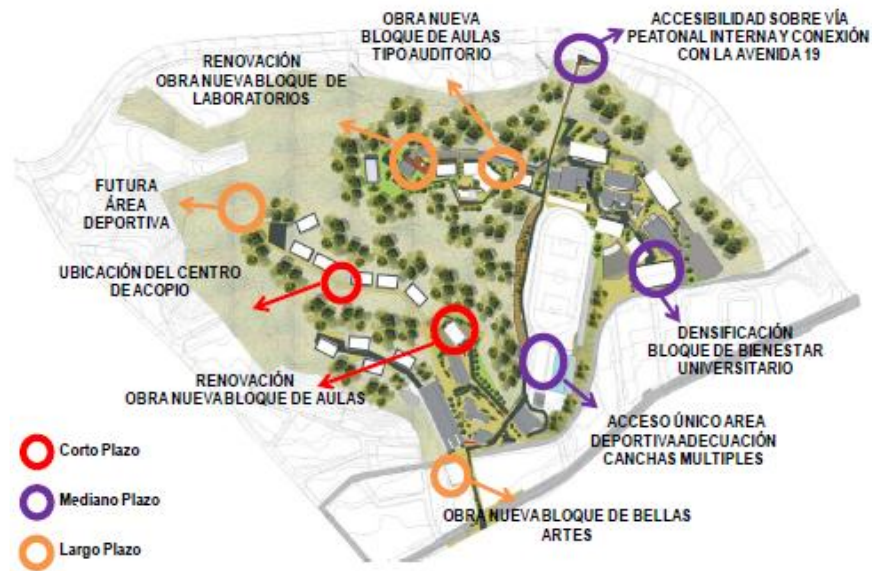 OBRA NUEVA
BLOQUE DE AULAS
TIPO AUDITORIO
ACCESIBILIDAD SOBRE VÍA
PEATONAL INTERNA Y CONEXIÓN
CON LA AVENIDA 19
RENOVACIÓN
OBRA NUEVA BLOQUE DE
LABORATORIOS
FUTURA
ÁREA
DEPORTIVA
UBICACIÓN DEL CENTRO
DE ACOPIO
DENSIFICACIÓN
BLOQUE DE BIENESTAR
UNIVERSITARIO
RENOVACIÓN
OBRA NUEVA BLOQUE DE AULAS
ACCESO ÚNICO AREA
DEPORTIVA ADECUACIÓN
CANCHAS MULTIPLES
Corto Plazo
Mediano Plazo
Largo Plazo
OBRA NUEVA BLOQUE DE BELLAS
ARTES